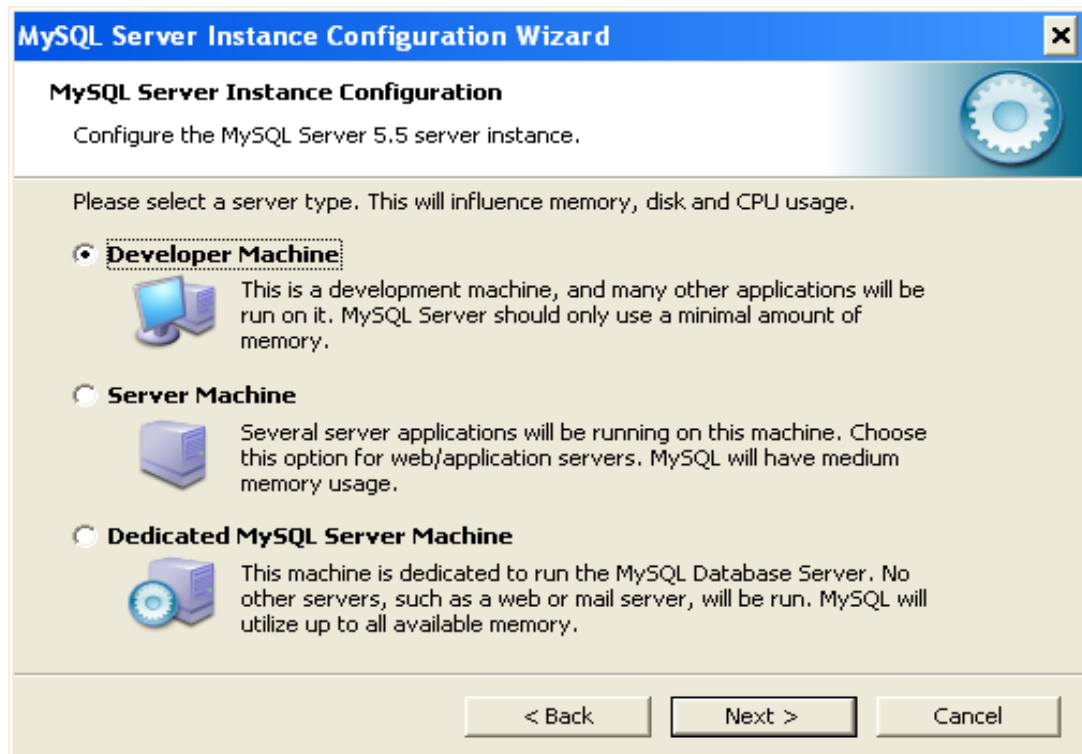 MySQL Server Instance Configuration Wizard
MySQL Server Instance Configuration
Configure the MySQL Server 5.5 server instance.
Please select a server type. This will influence memory, disk and CPU usage.
Developer Machine
This is a development machine, and many other applications will be
run on it. MySQL Server should only use a minimal amount of
memory.
Server Machine
Several server applications will be running on this machine. Choose
this option for web/application servers. MySQL will have medium
memory usage.
Dedicated MySQL Server Machine
This machine is dedicated to run the MySQL Database Server. No
other servers, such as a web or mail server, will be run. MySQL will
utilize up to all available memory.
< Back Next > Cancel